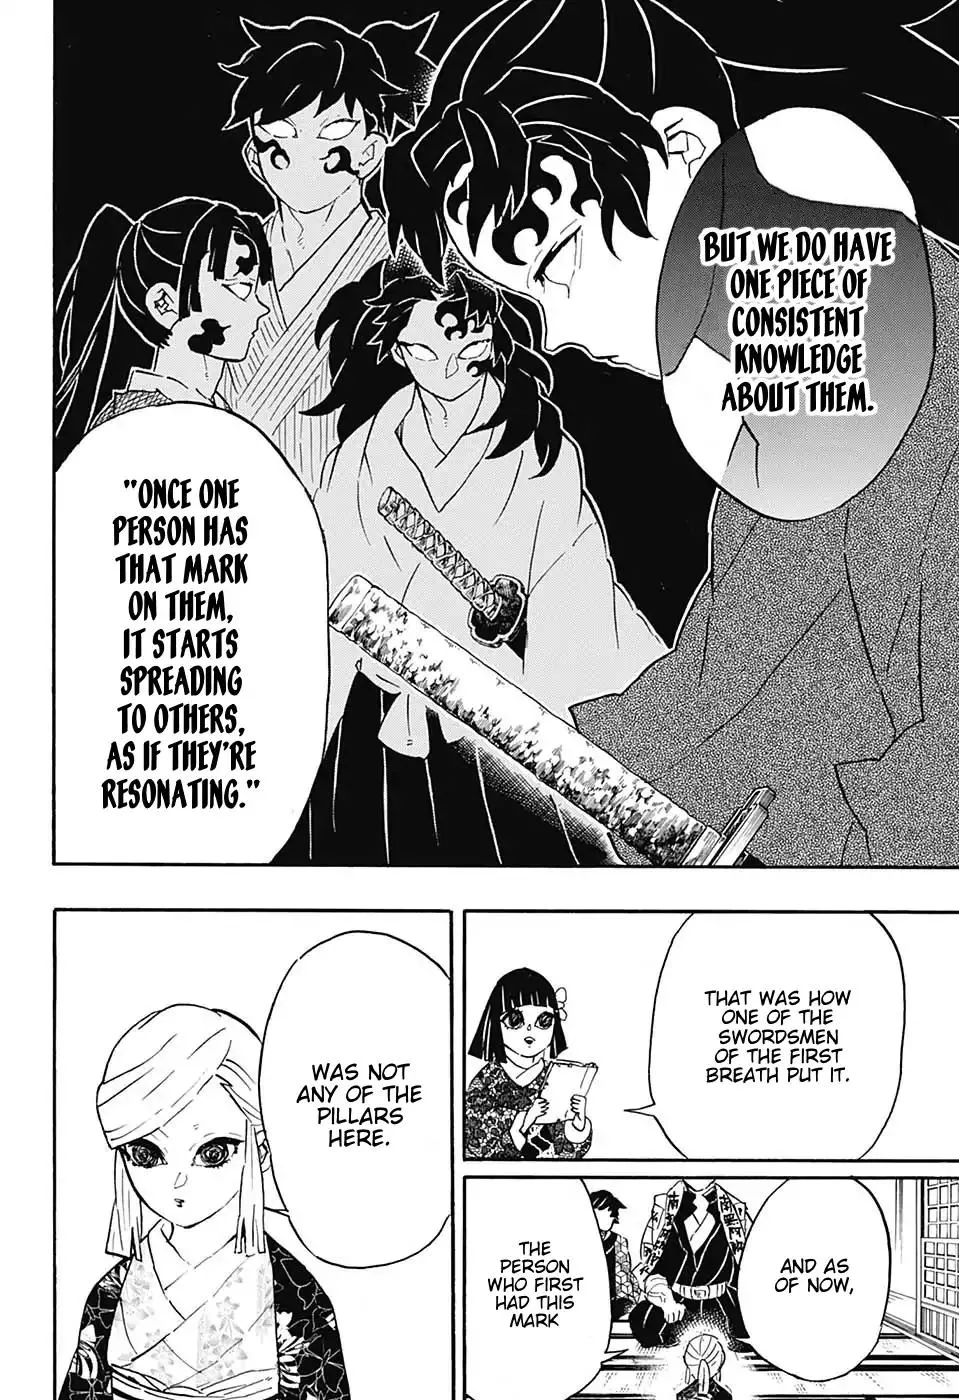 BUT WE DO HAVE
ONE PIECE OF
CONSISTENT
KNOWLEDGE
ABOUT THEM.
"ONCE ONE
PERSON HAS
THAT MARK
ON THEM,
IT STARTS
SPREADING
TO OTHERS,
AS IF THEY'RE
RESONATING."
THAT WAS HOW
ONE OF THE
SWORDSMEN
OF THE FIRST
BREATH PUT IT.
AND AS
OF NOW,
THE
PERSON
WHO FIRST
HAD THIS
MARK
WAS NOT
ANY OF THE
PILLARS
HERE.